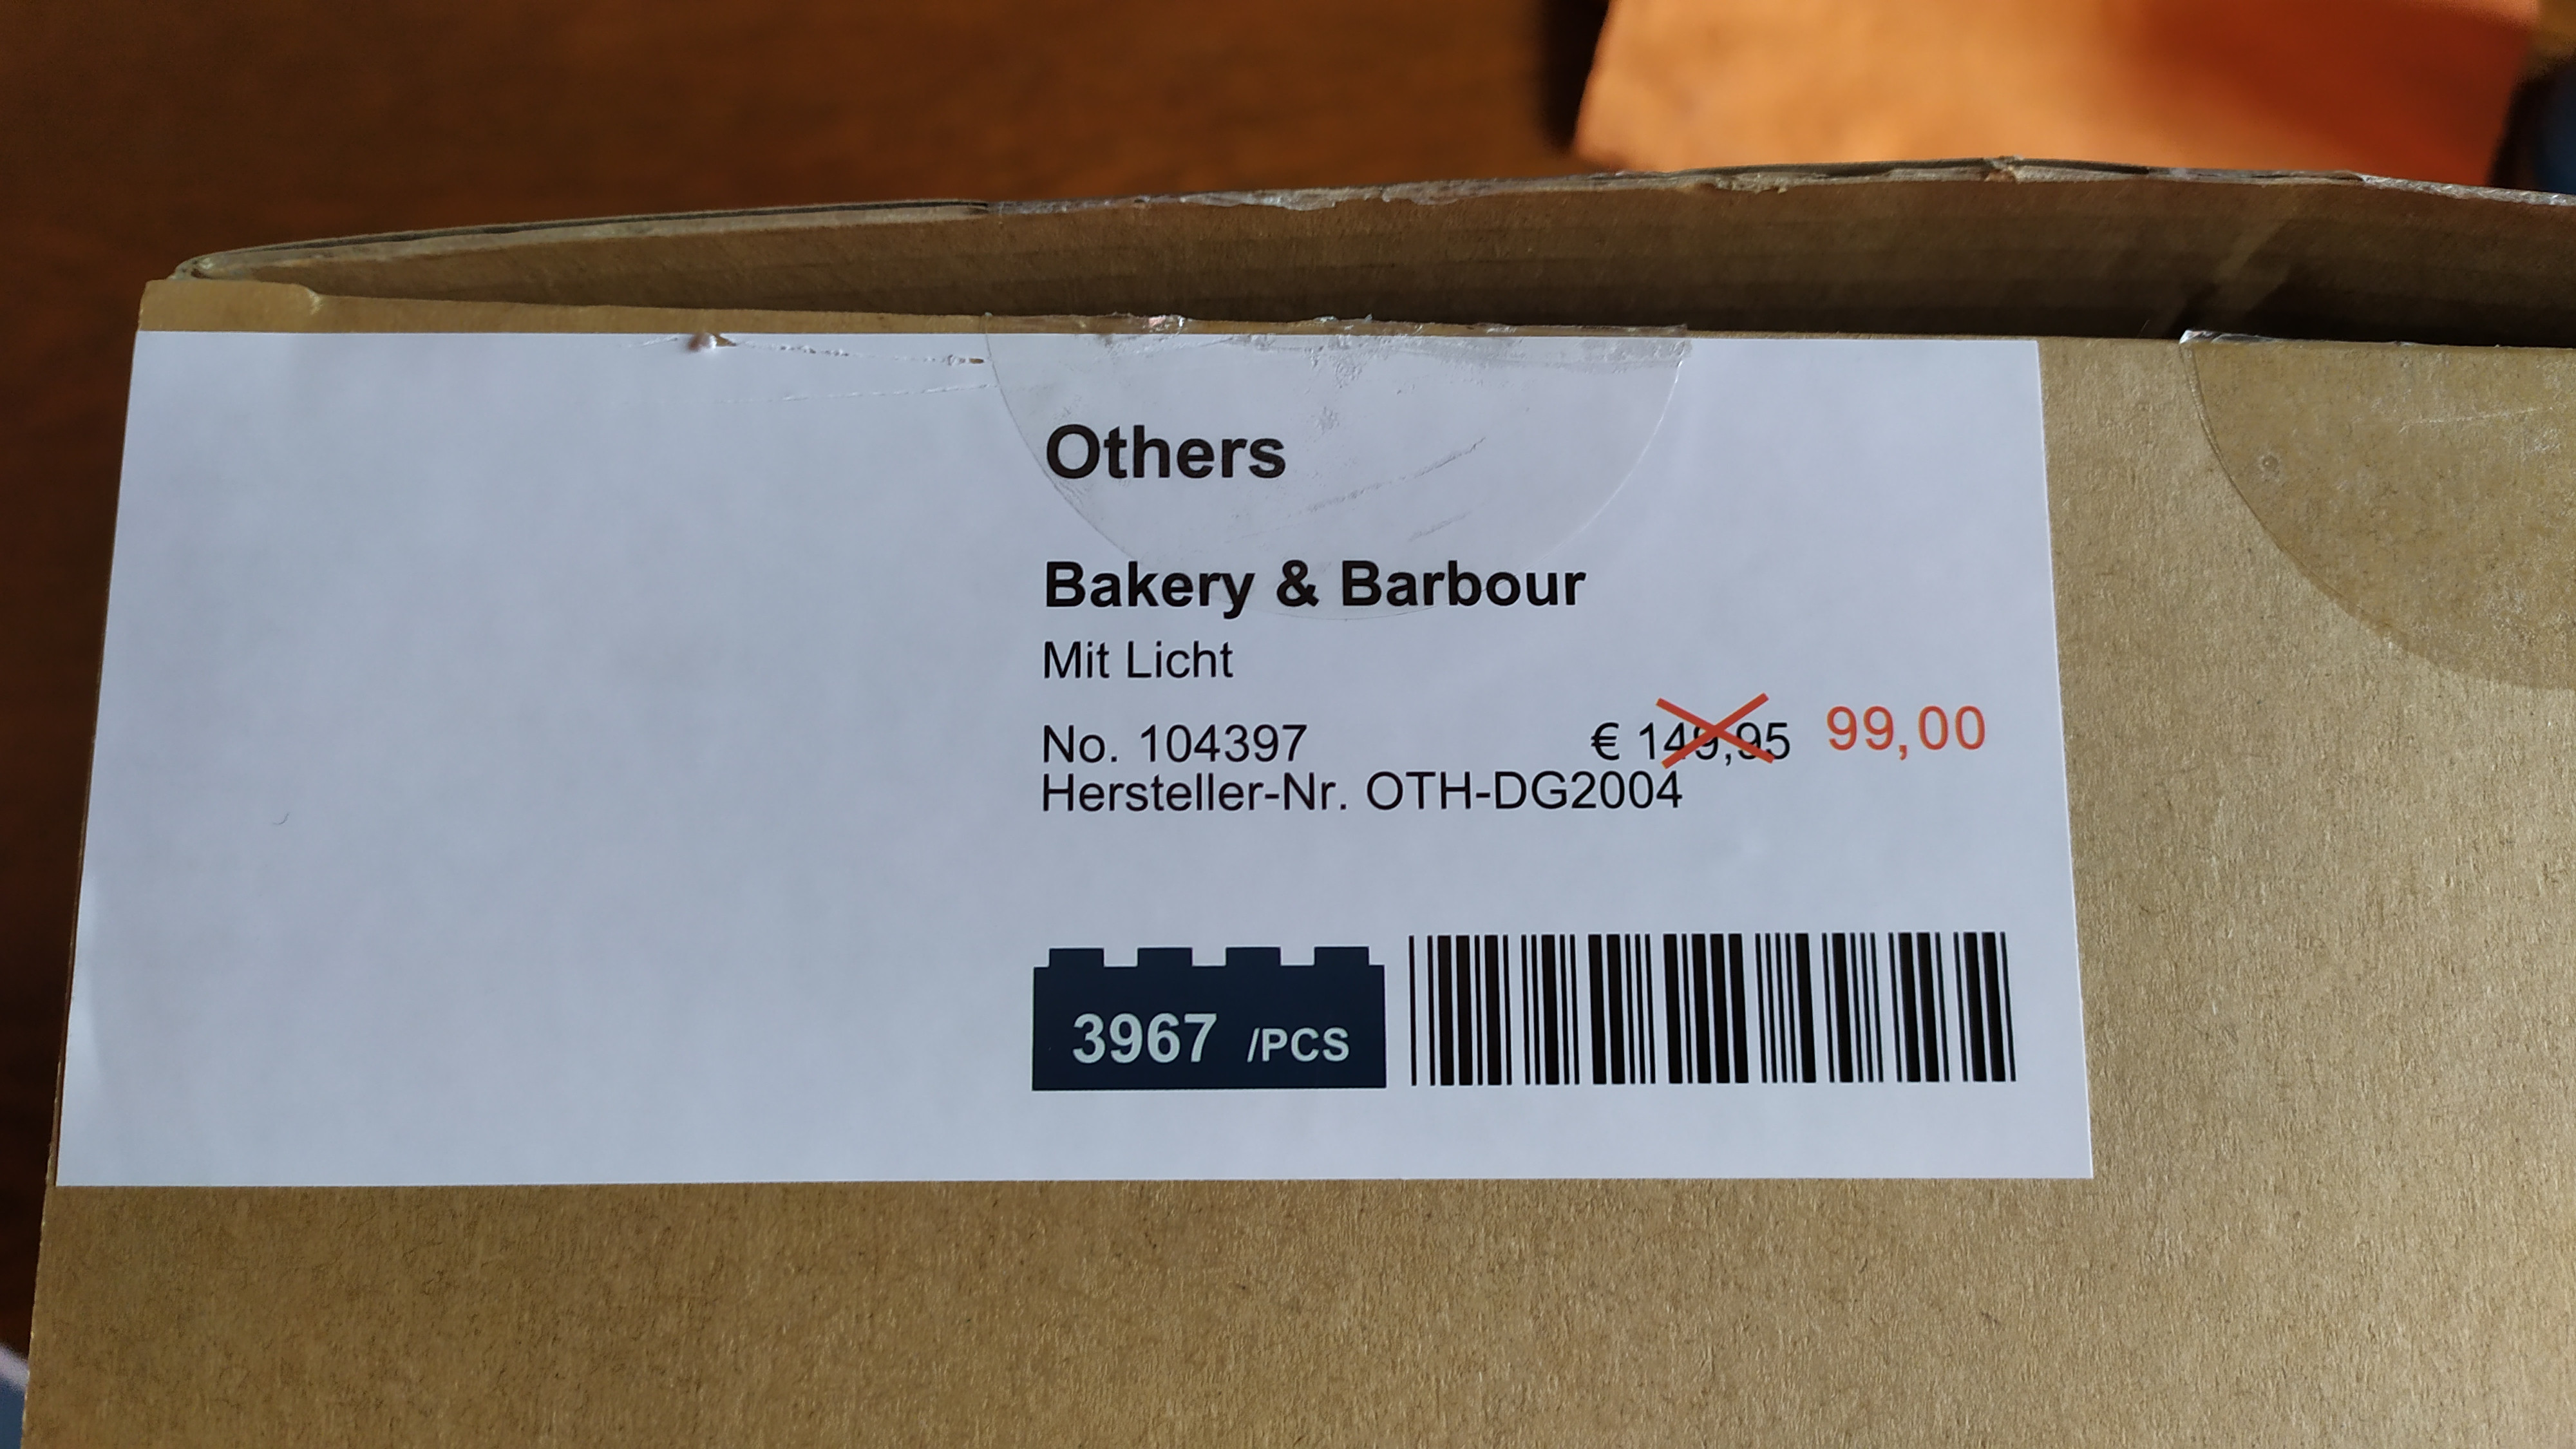 Others
Bakery & Barbour
Mit Licht
No. 104397 € 149,95 99,00
Hersteller-Nr. OTH-DG2004
3967 /PCS